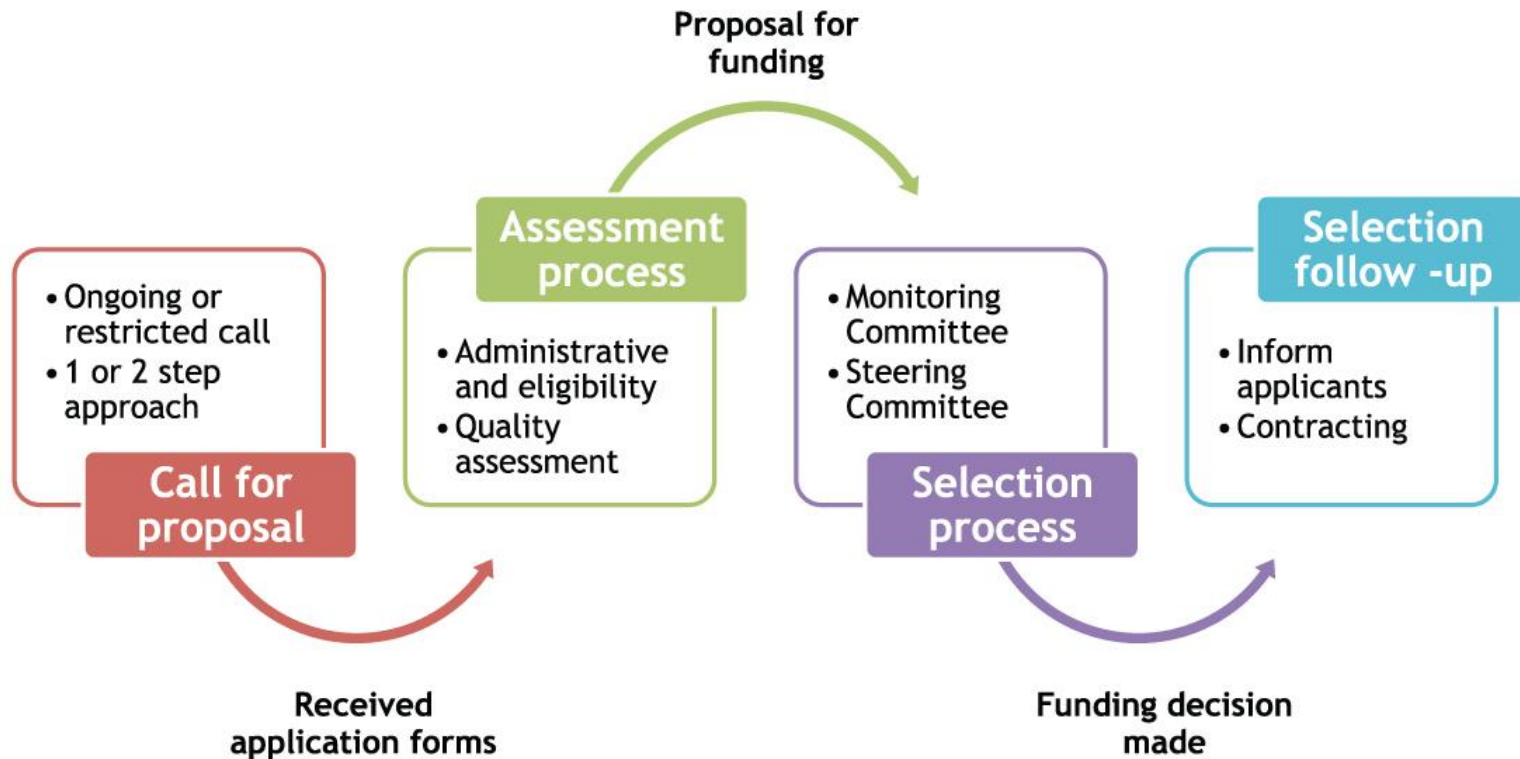 Proposal for
funding
• Ongoing or
restricted call
• 1 or 2 step
approach
Call for
proposal
Received
application forms
Assessment
process
• Administrative
and eligibility
• Quality
assessment
• Monitoring
Committee
• Steering
Committee
Selection
process
Funding decision
made
Selection
follow -up
• Inform
applicants
• Contracting